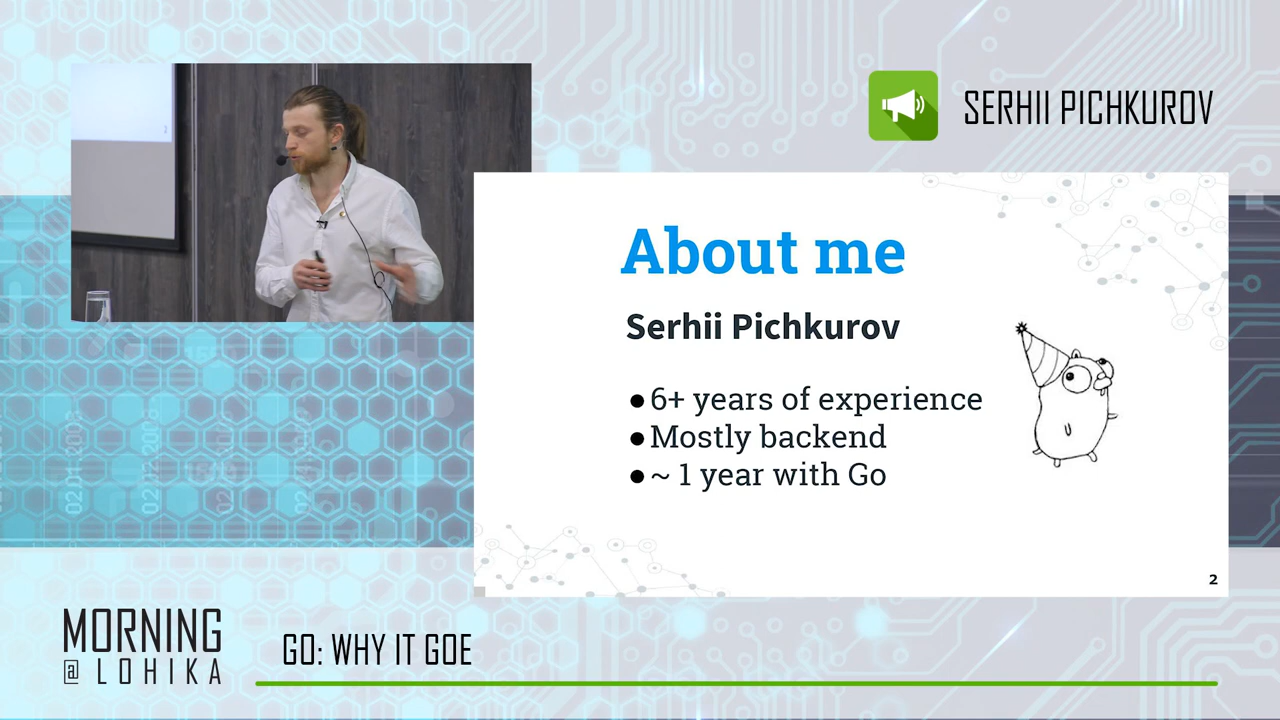 SERHII PICHKUROV
About me
Serhii Pichkurov
● 6+ years of experience
● Mostly backend
● ~ 1 year with Go
2
MORNING
@ LOHIKA
GO: WHY IT GOE